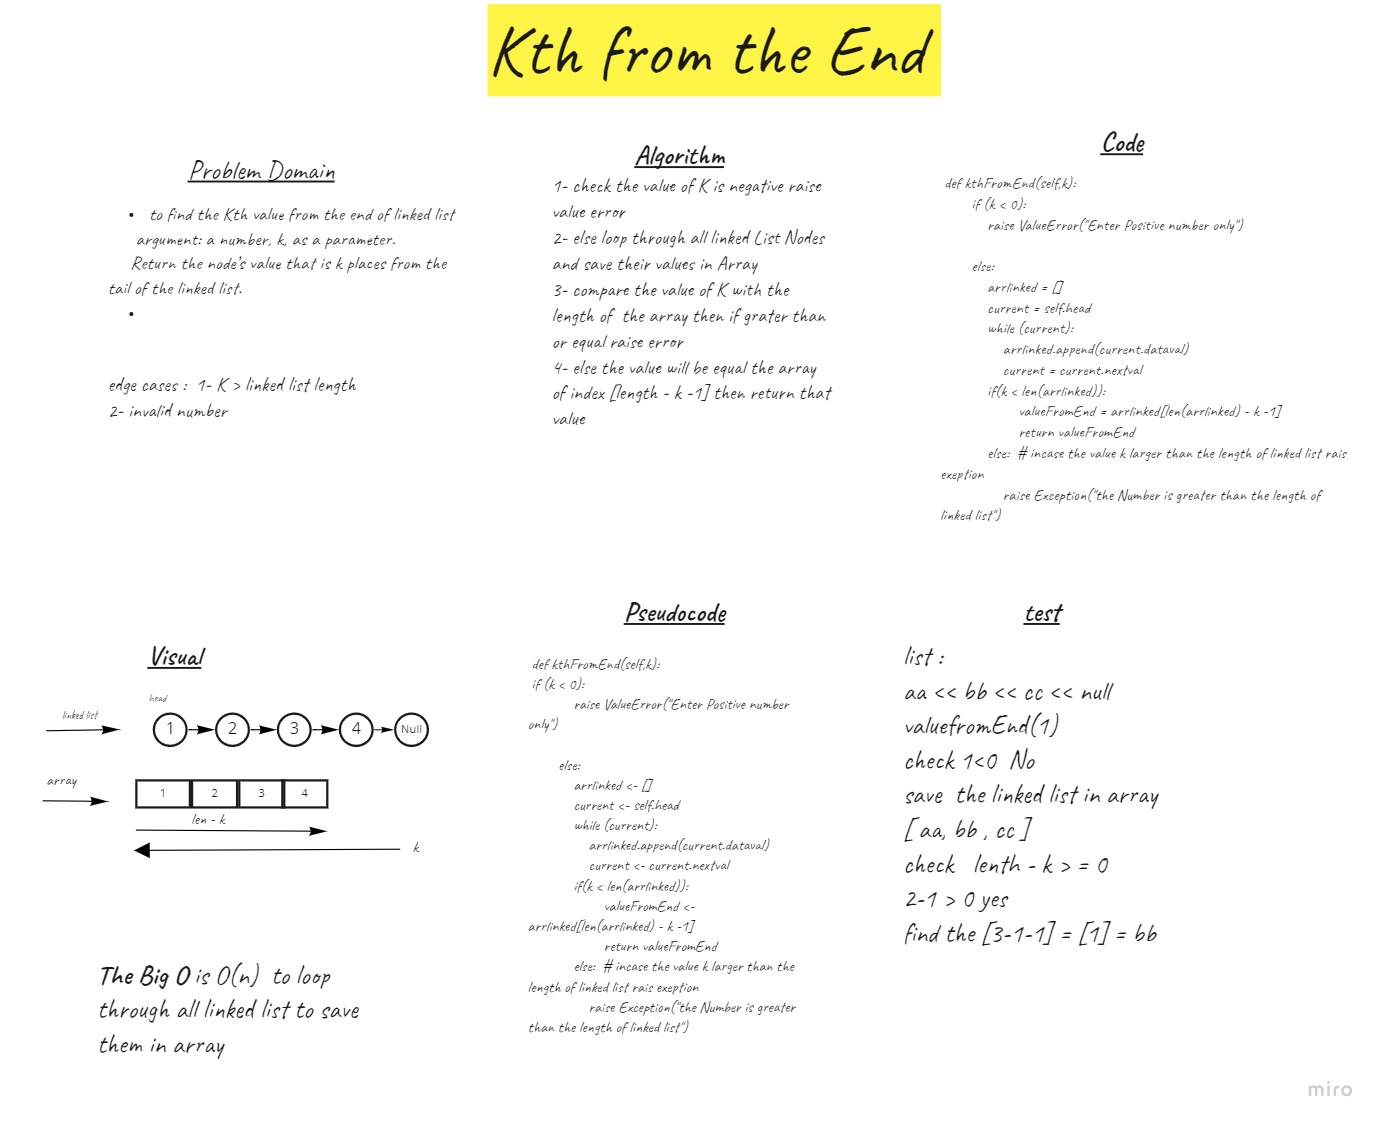 Kth from the End
Problem Domain
• to find the Kth value from the end of linked list
argument: a number, k, as a parameter.
Return the node's value that is k places from the
tail of the linked list.
•
edge cases : 1- K > linked list length
2- invalid number
Algorithm
1- check the value of K is negative raise
value error
2- else loop through all linked List Nodes
and save their values in Array
3- compare the value of K with the
length of the array then if grater than
or equal raise error
4- else the value will be equal the array
of index [length - k -1] then return that
value
Code
def kthFromEnd(self,k):
if (k < 0):
raise ValueError("Enter Positive number only")
else:
arrlinked = []
current = self.head
while (current):
arrlinked.append(current.dataval)
current = current.nextval
if(k < len(arrlinked)):
valueFromEnd = arrlinked[len(arrlinked) - k -1]
return valueFromEnd
else: # incase the value k larger than the length of linked list rais
exeption
raise Exception("the Number is greater than the length of
linked list")
Visual
head
linked list
1 2 3 4 Null
array
1 2 3 4
len - k
k
The Big O is O(n) to loop
through all linked list to save
them in array
Pseudocode
def kthFromEnd(self,k):
if (k < 0):
raise ValueError("Enter Positive number
only")
else:
arrlinked <- []
current <- self.head
while (current):
arrlinked.append(current.dataval)
current <- current.nextval
if(k < len(arrlinked)):
valueFromEnd <-
arrlinked[len(arrlinked) - k -1]
return valueFromEnd
else: # incase the value k larger than the
length of linked list rais exeption
raise Exception("the Number is greater
than the length of linked list")
test
list :
aa << bb << cc << null
valuefromEnd(1)
check 1<0 No
save the linked list in array
[ aa, bb , cc ]
check lenth - k > = 0
2-1 > 0 yes
find the [3-1-1] = [1] = bb
miro